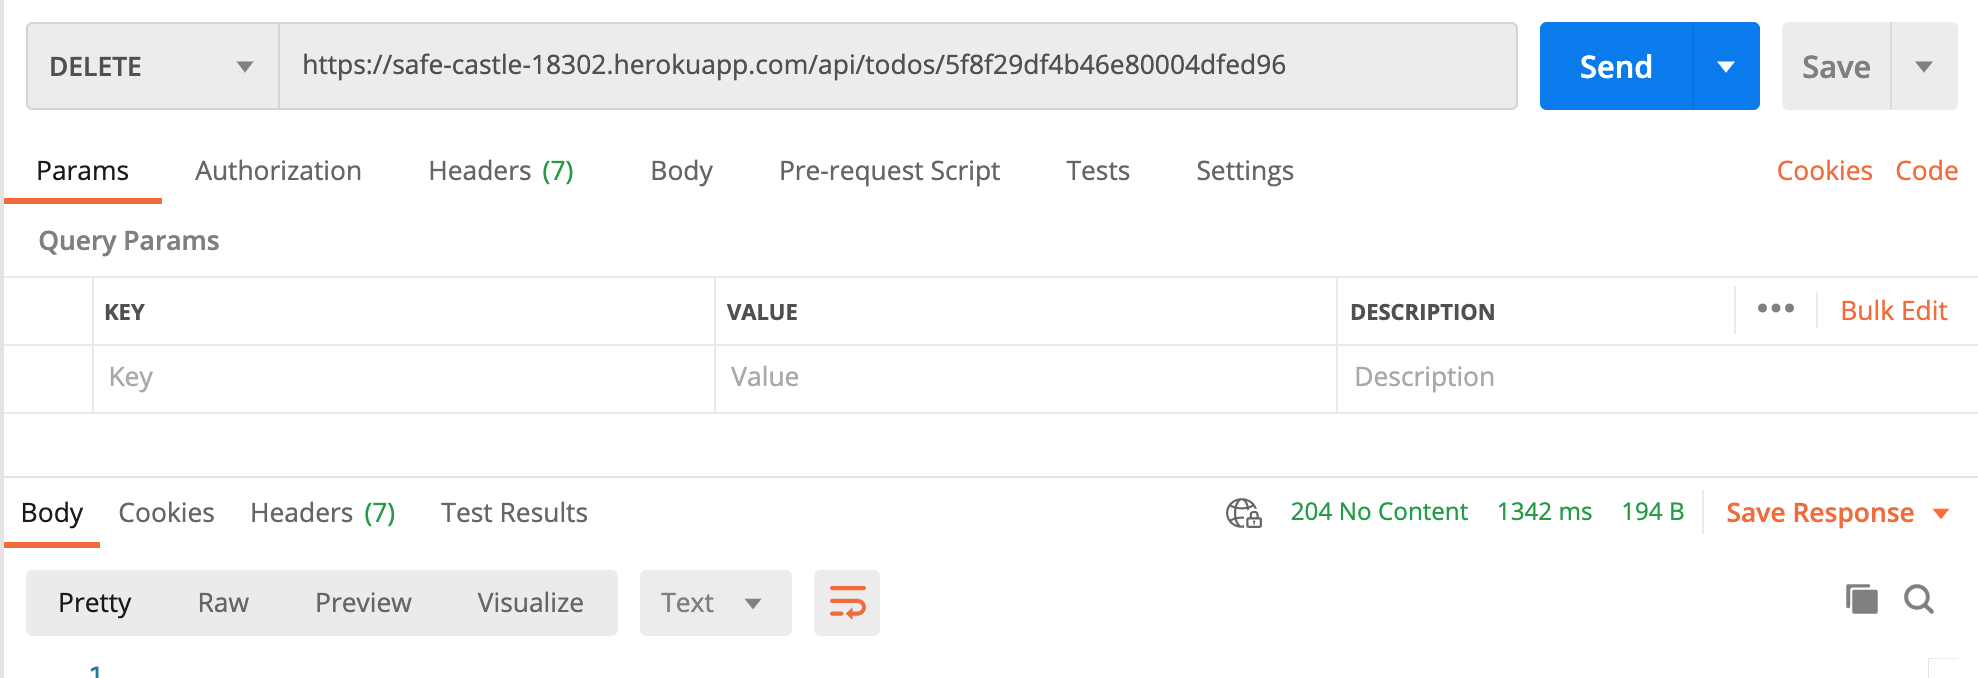 DELETE https://safe-castle-18302.herokuapp.com/api/todos/5f8f29df4b46e80004dfed96 Send Save
Params Authorization Headers (7) Body Pre-request Script Tests Settings Cookies Code
Query Params
KEY VALUE DESCRIPTION ••• Bulk Edit
Key Value Description
Body Cookies Headers (7) Test Results 204 No Content 1342 ms 194 B Save Response
Pretty Raw Preview Visualize Text
1